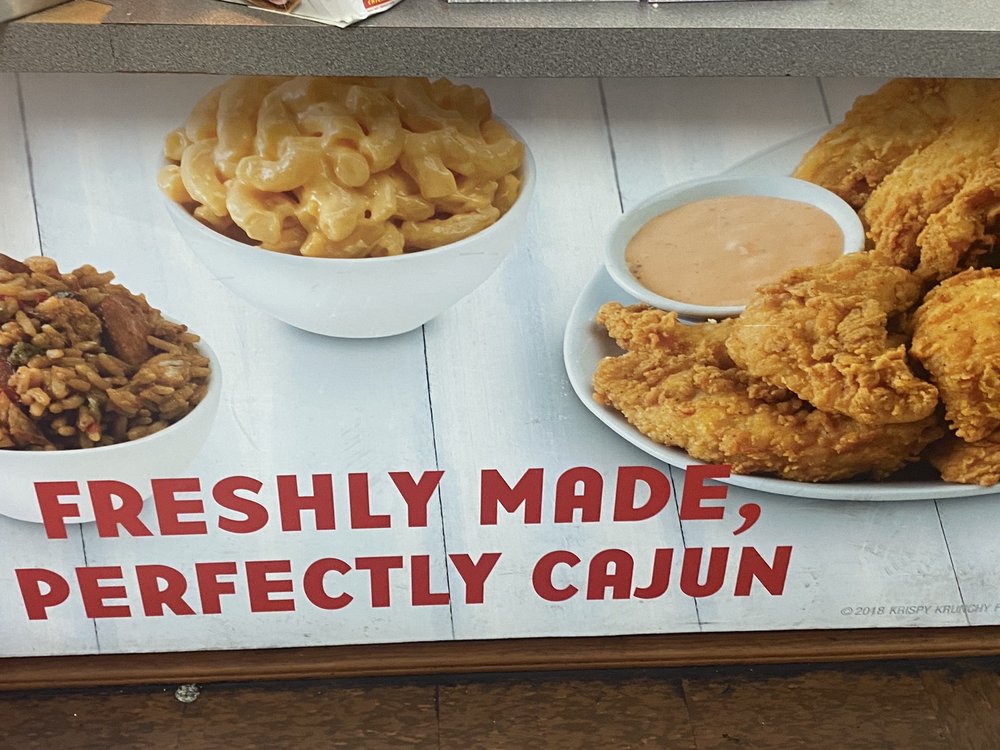 FRESHLY MADE,
PERFECTLY CAJUN
© 2018 KRISPY KRUNCHY